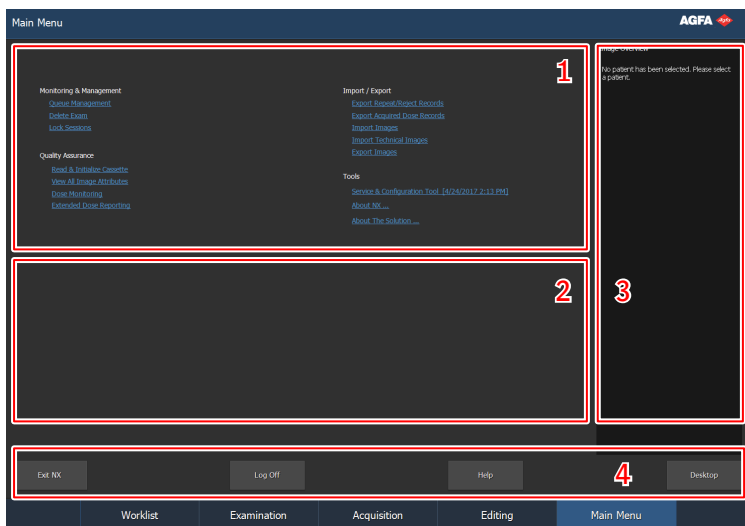 Main Menu
AGFA
1
Image Overview
No patient has been selected. Please select
a patient.
Monitoring & Management
Queue Management
Delete Exam
Lock Sessions
Quality Assurance
Read & Initialize Cassette
View All Image Attributes
Dose Monitoring
Extended Dose Reporting
Import / Export
Export Repeat/Reject Records
Export Acquired Dose Records
Import Images
Import Technical Images
Export Images
Tools
Service & Configuration Tool [4/24/2017 2:13 PM]
About NX ...
About The Solution ...
2
3
Exit NX
Log Off
Help
4
Desktop
Worklist
Examination
Acquisition
Editing
Main Menu